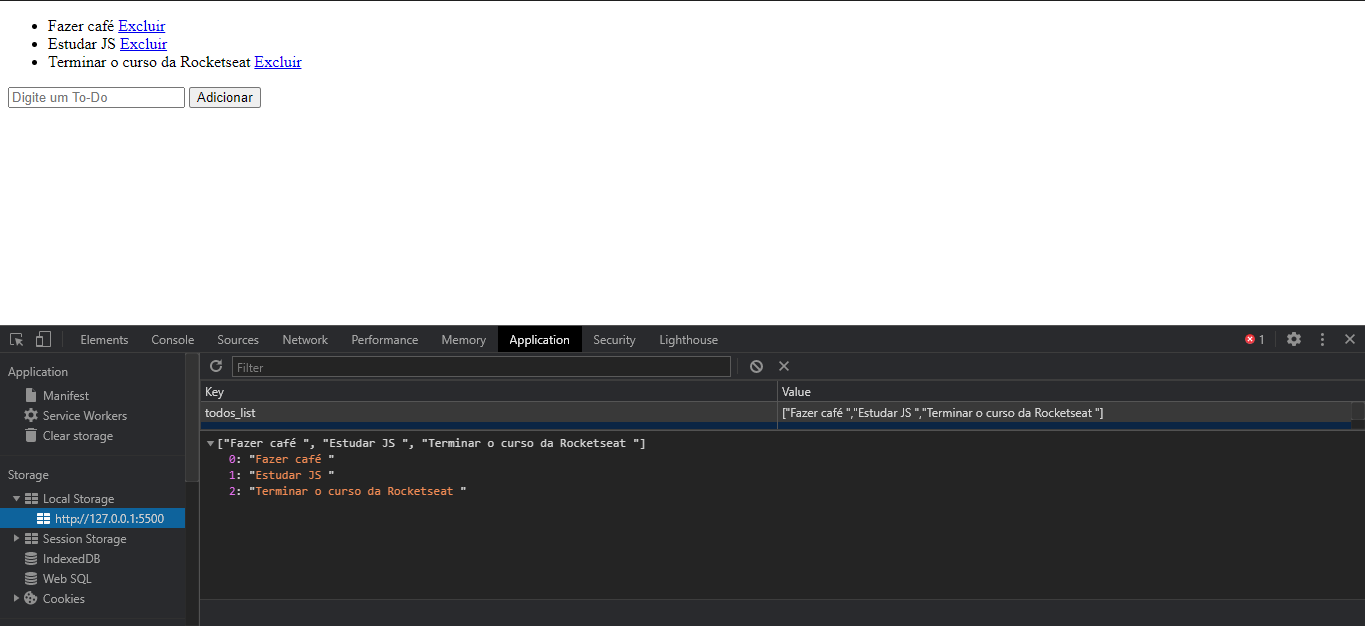 Fazer café Excluir
Estudar JS Excluir
Terminar o curso da Rocketseat Excluir
Digite um To-Do Adicionar
Elements Console Sources Network Performance Memory Application Security Lighthouse 1
Application
Manifest
Service Workers
Clear storage
Storage
Local Storage
http://127.0.0.1:5500
Session Storage
IndexedDB
Web SQL
Cookies
Filter
Key Value
todos_list ["Fazer café ","Estudar JS ","Terminar o curso da Rocketseat "]
["Fazer café ", "Estudar JS ", "Terminar o curso da Rocketseat "]
0: "Fazer café "
1: "Estudar JS "
2: "Terminar o curso da Rocketseat "